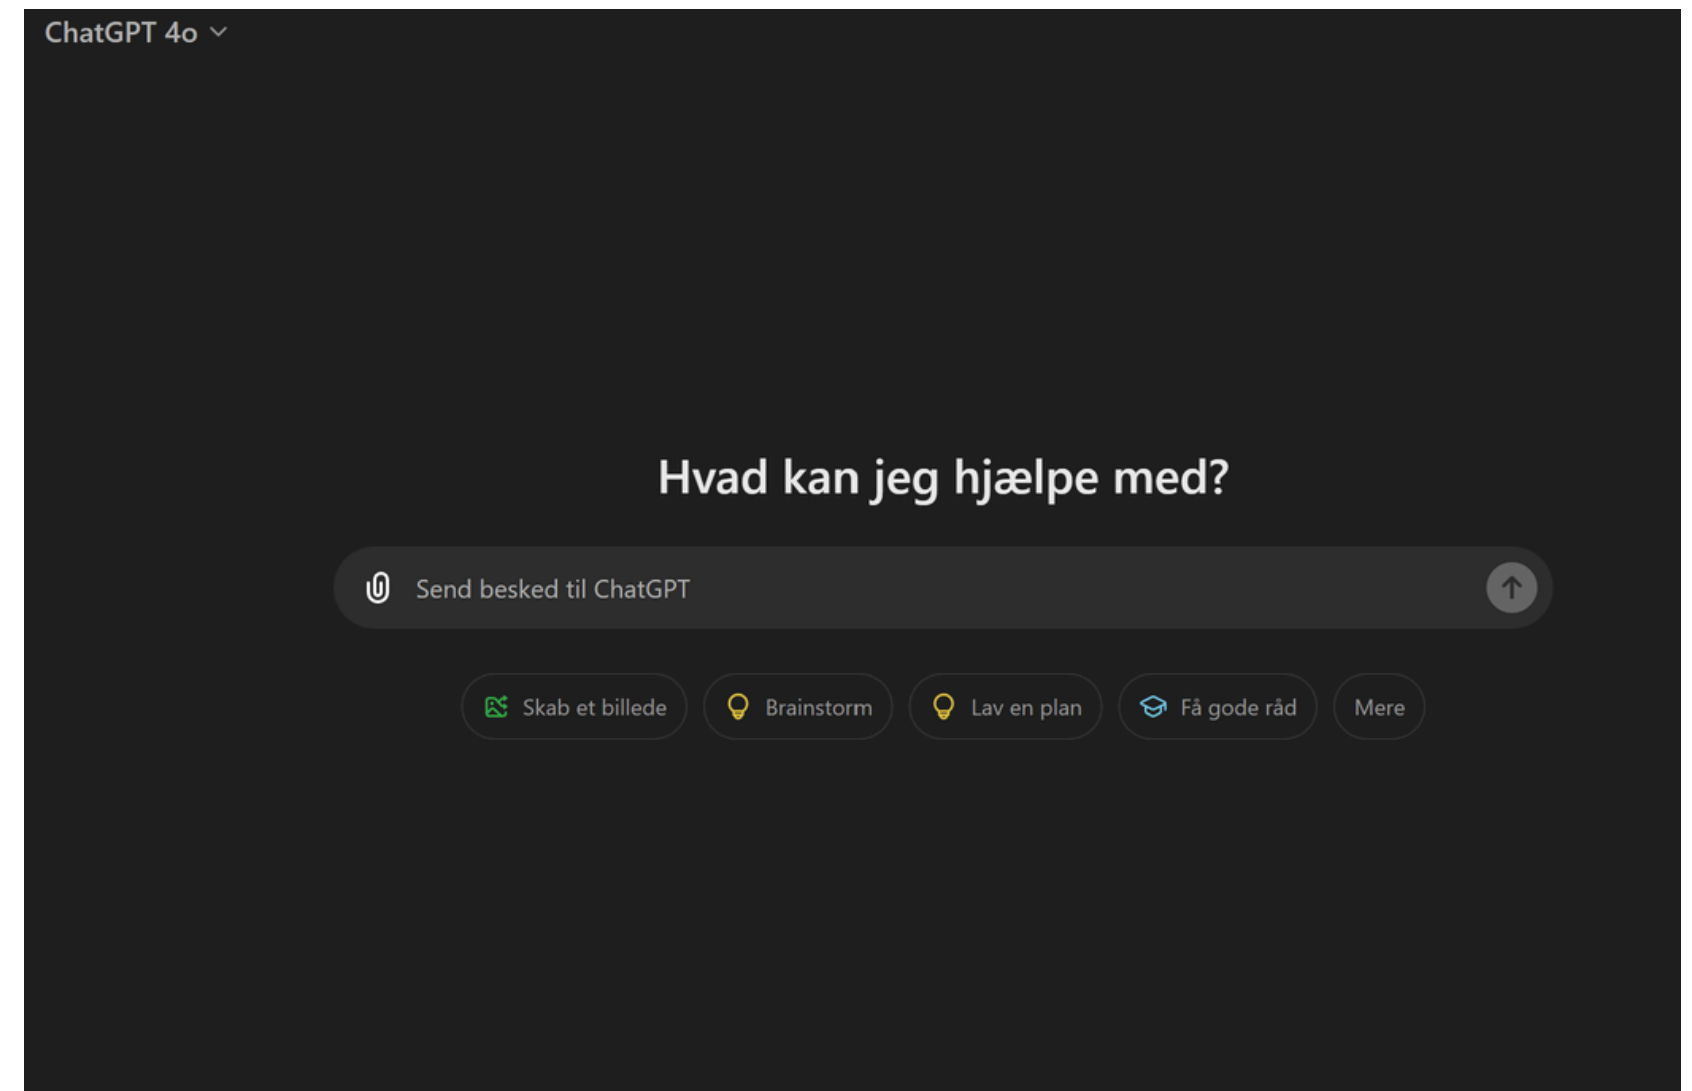 ChatGPT 4o
Hvad kan jeg hjælpe med?
Send besked til ChatGPT
Skab et billede Brainstorm Lav en plan Få gode råd Mere